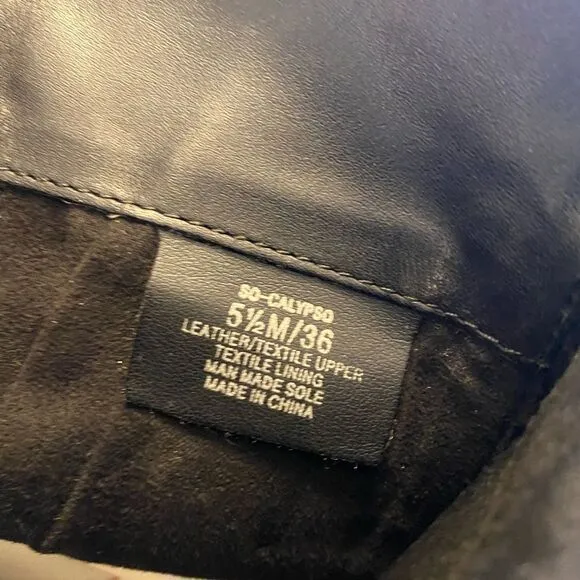 SO-CALYPSO
5½M/36
LEATHER/TEXTILE UPPER
TEXTILE LINING
MAN MADE SOLE
MADE IN CHINA